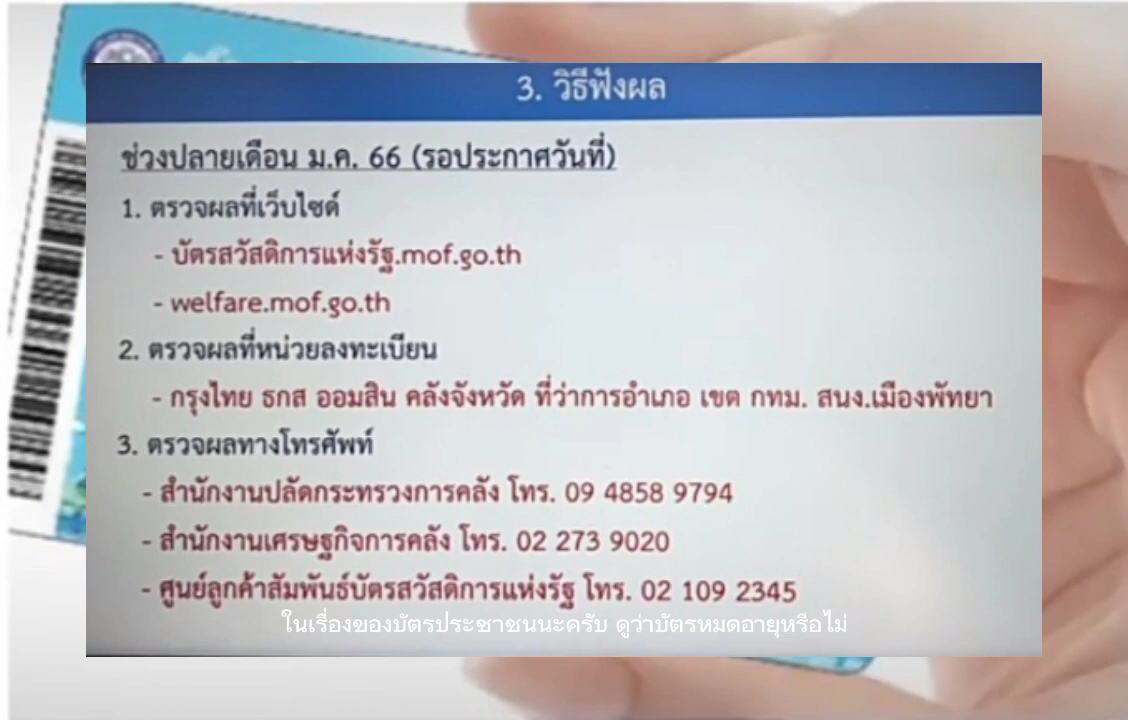 3. วิธีฟังผล
ช่วงปลายเดือน ม.ค. 66 (รอประกาศวันที่)
1. ตรวจผลที่เว็บไซต์
- บัตรสวัสดิการแห่งรัฐ.mof.go.th
- welfare.mof.go.th
2. ตรวจผลที่หน่วยลงทะเบียน
- กรุงไทย ธกส ออมสิน คลังจังหวัด ที่ว่าการอำเภอ เขต กทม. สนง.เมืองพัทยา
3. ตรวจผลทางโทรศัพท์
- สำนักงานปลัดกระทรวงการคลัง โทร. 09 4858 9794
- สำนักงานเศรษฐกิจการคลัง โทร. 02 273 9020
- ศูนย์ลูกค้าสัมพันธ์บัตรสวัสดิการแห่งรัฐ โทร. 02 109 2345
ในเรื่องของบัตรประชาชนนะครับ ดูว่าบัตรหมดอายุหรือไม่